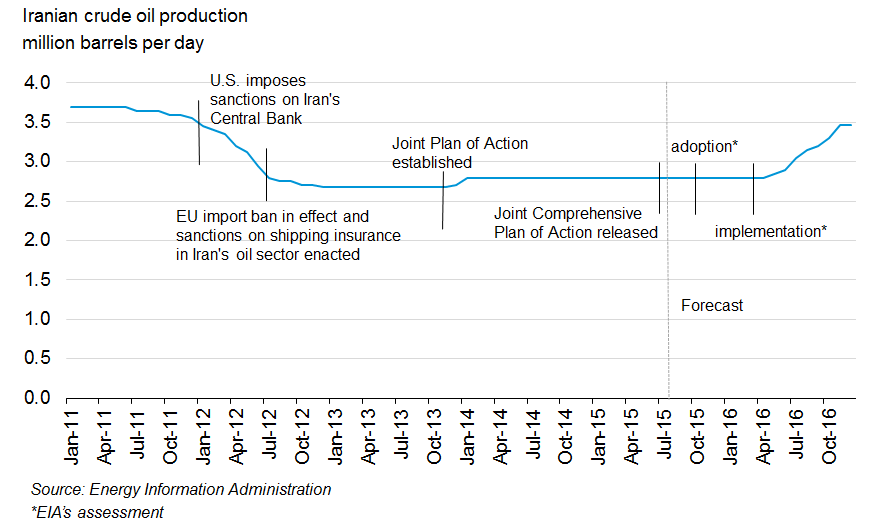 Iranian crude oil production
million barrels per day
4.0
3.5
3.0
2.5
2.0
1.5
1.0
0.5
0.0
U.S. imposes
sanctions on Iran's
Central Bank
EU import ban in effect and
sanctions on shipping insurance
in Iran's oil sector enacted
Joint Plan of Action
established
Joint Comprehensive
Plan of Action released
adoption*
implementation*
Forecast
Jan-11
Apr-11
Jul-11
Oct-11
Jan-12
Apr-12
Jul-12
Oct-12
Jan-13
Apr-13
Jul-13
Oct-13
Jan-14
Apr-14
Jul-14
Oct-14
Jan-15
Apr-15
Jul-15
Oct-15
Jan-16
Apr-16
Jul-16
Oct-16
Source: Energy Information Administration
*EIA's assessment